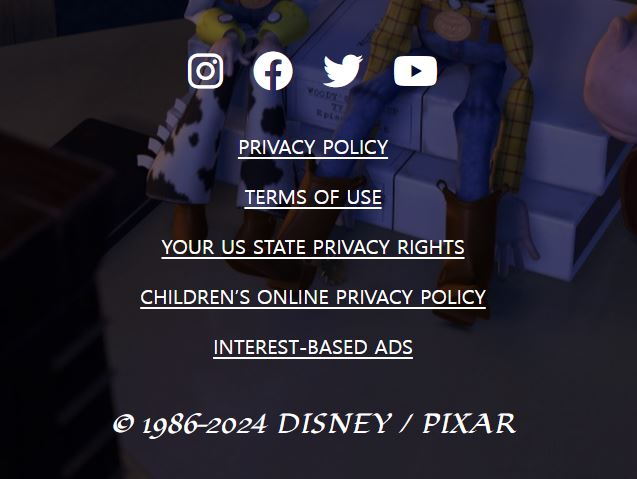 WOODY'S
PRIVACY POLICY
TERMS OF USE
YOUR US STATE PRIVACY RIGHTS
CHILDREN'S ONLINE PRIVACY POLICY
INTEREST-BASED ADS
© 1986-2024 DISNEY / PIXAR